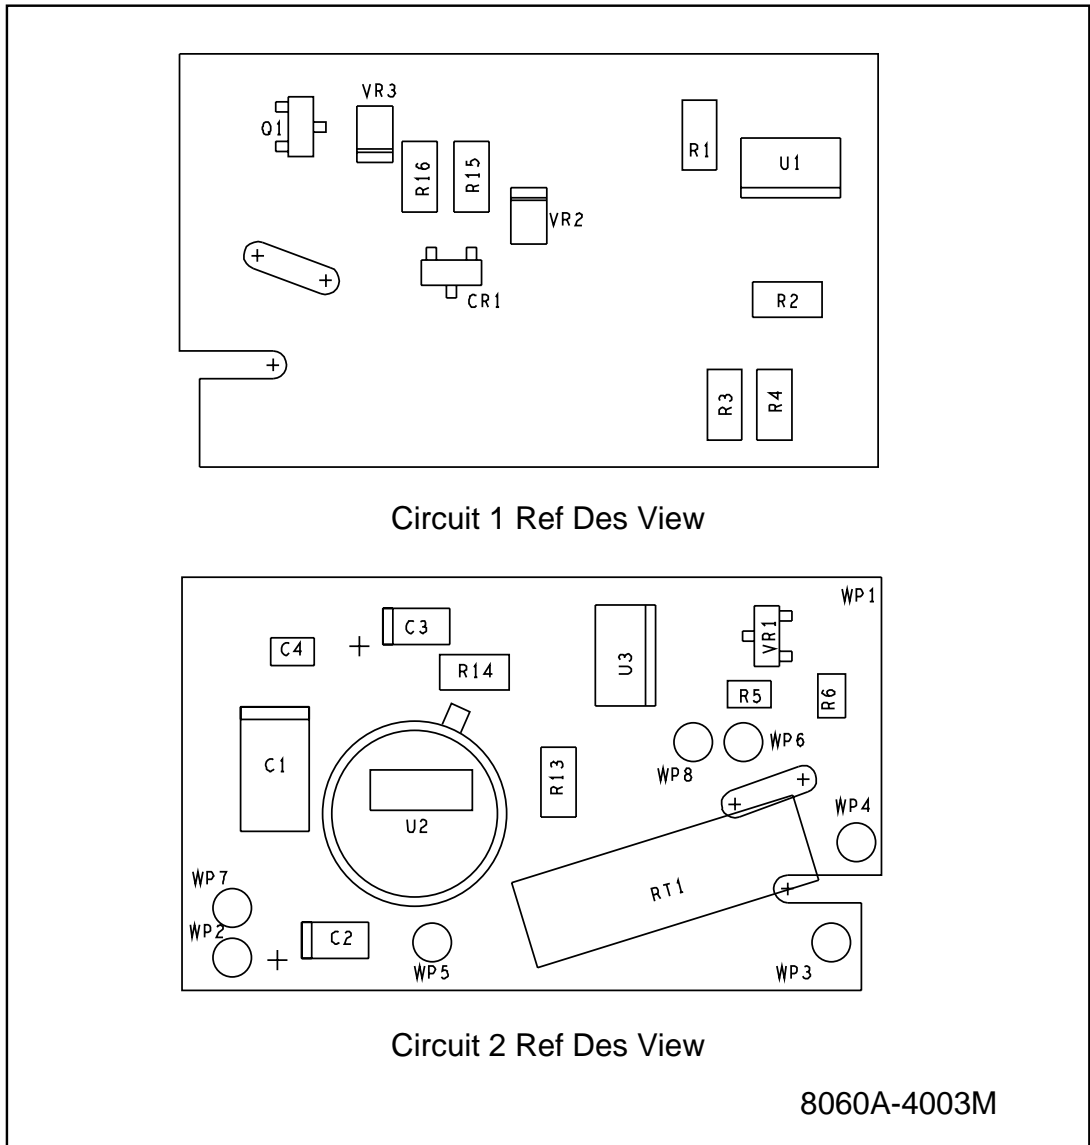 VR3
Q1
R16
R15
R1
U1
VR2
CR1
R2
R3
R4
Circuit 1 Ref Des View
WP1
C3
C4
R14
U3
VR1
R5
R6
C1
WP8
WP6
R13
U2
WP4
RT1
WP7
WP2
C2
WP5
WP3
Circuit 2 Ref Des View
8060A-4003M